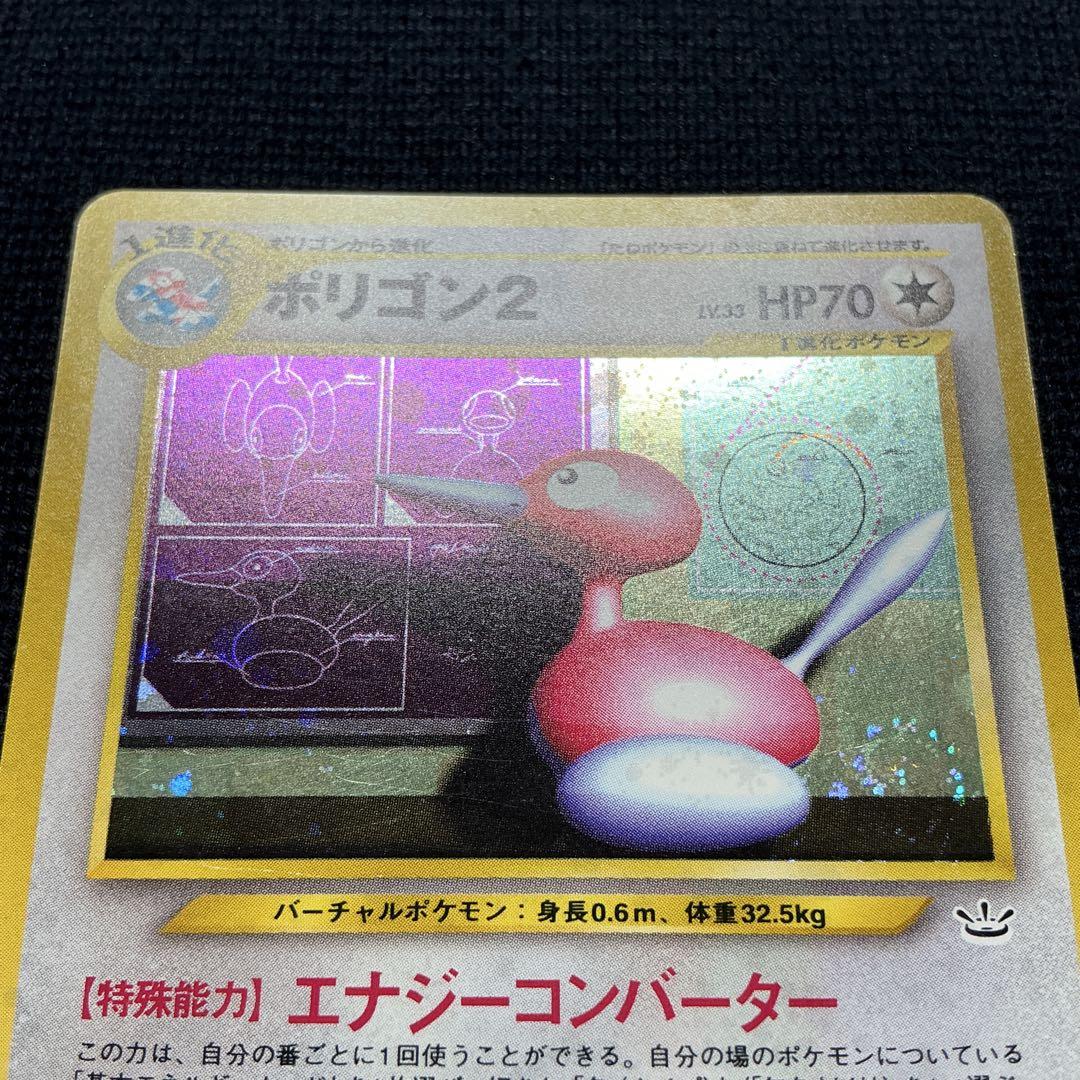 1進化
ポリゴンから進化
「たねポケモン」の上に重ねて進化させます。
ポリゴン2
LV.33 HP70
1進化ポケモン
バーチャルポケモン：身長0.6m、体重32.5kg
【特殊能力】エナジーコンバーター
この力は、自分の番ごとに1回使うことができる。自分の場のポケモンについている